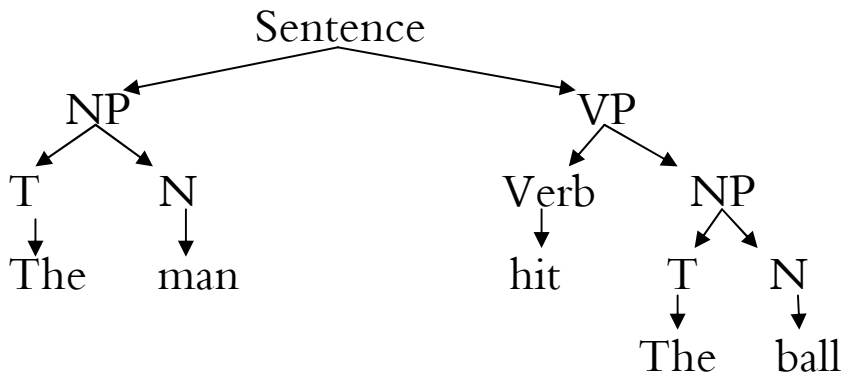 Sentence
NP VP
T N Verb NP
The man hit T N
The ball